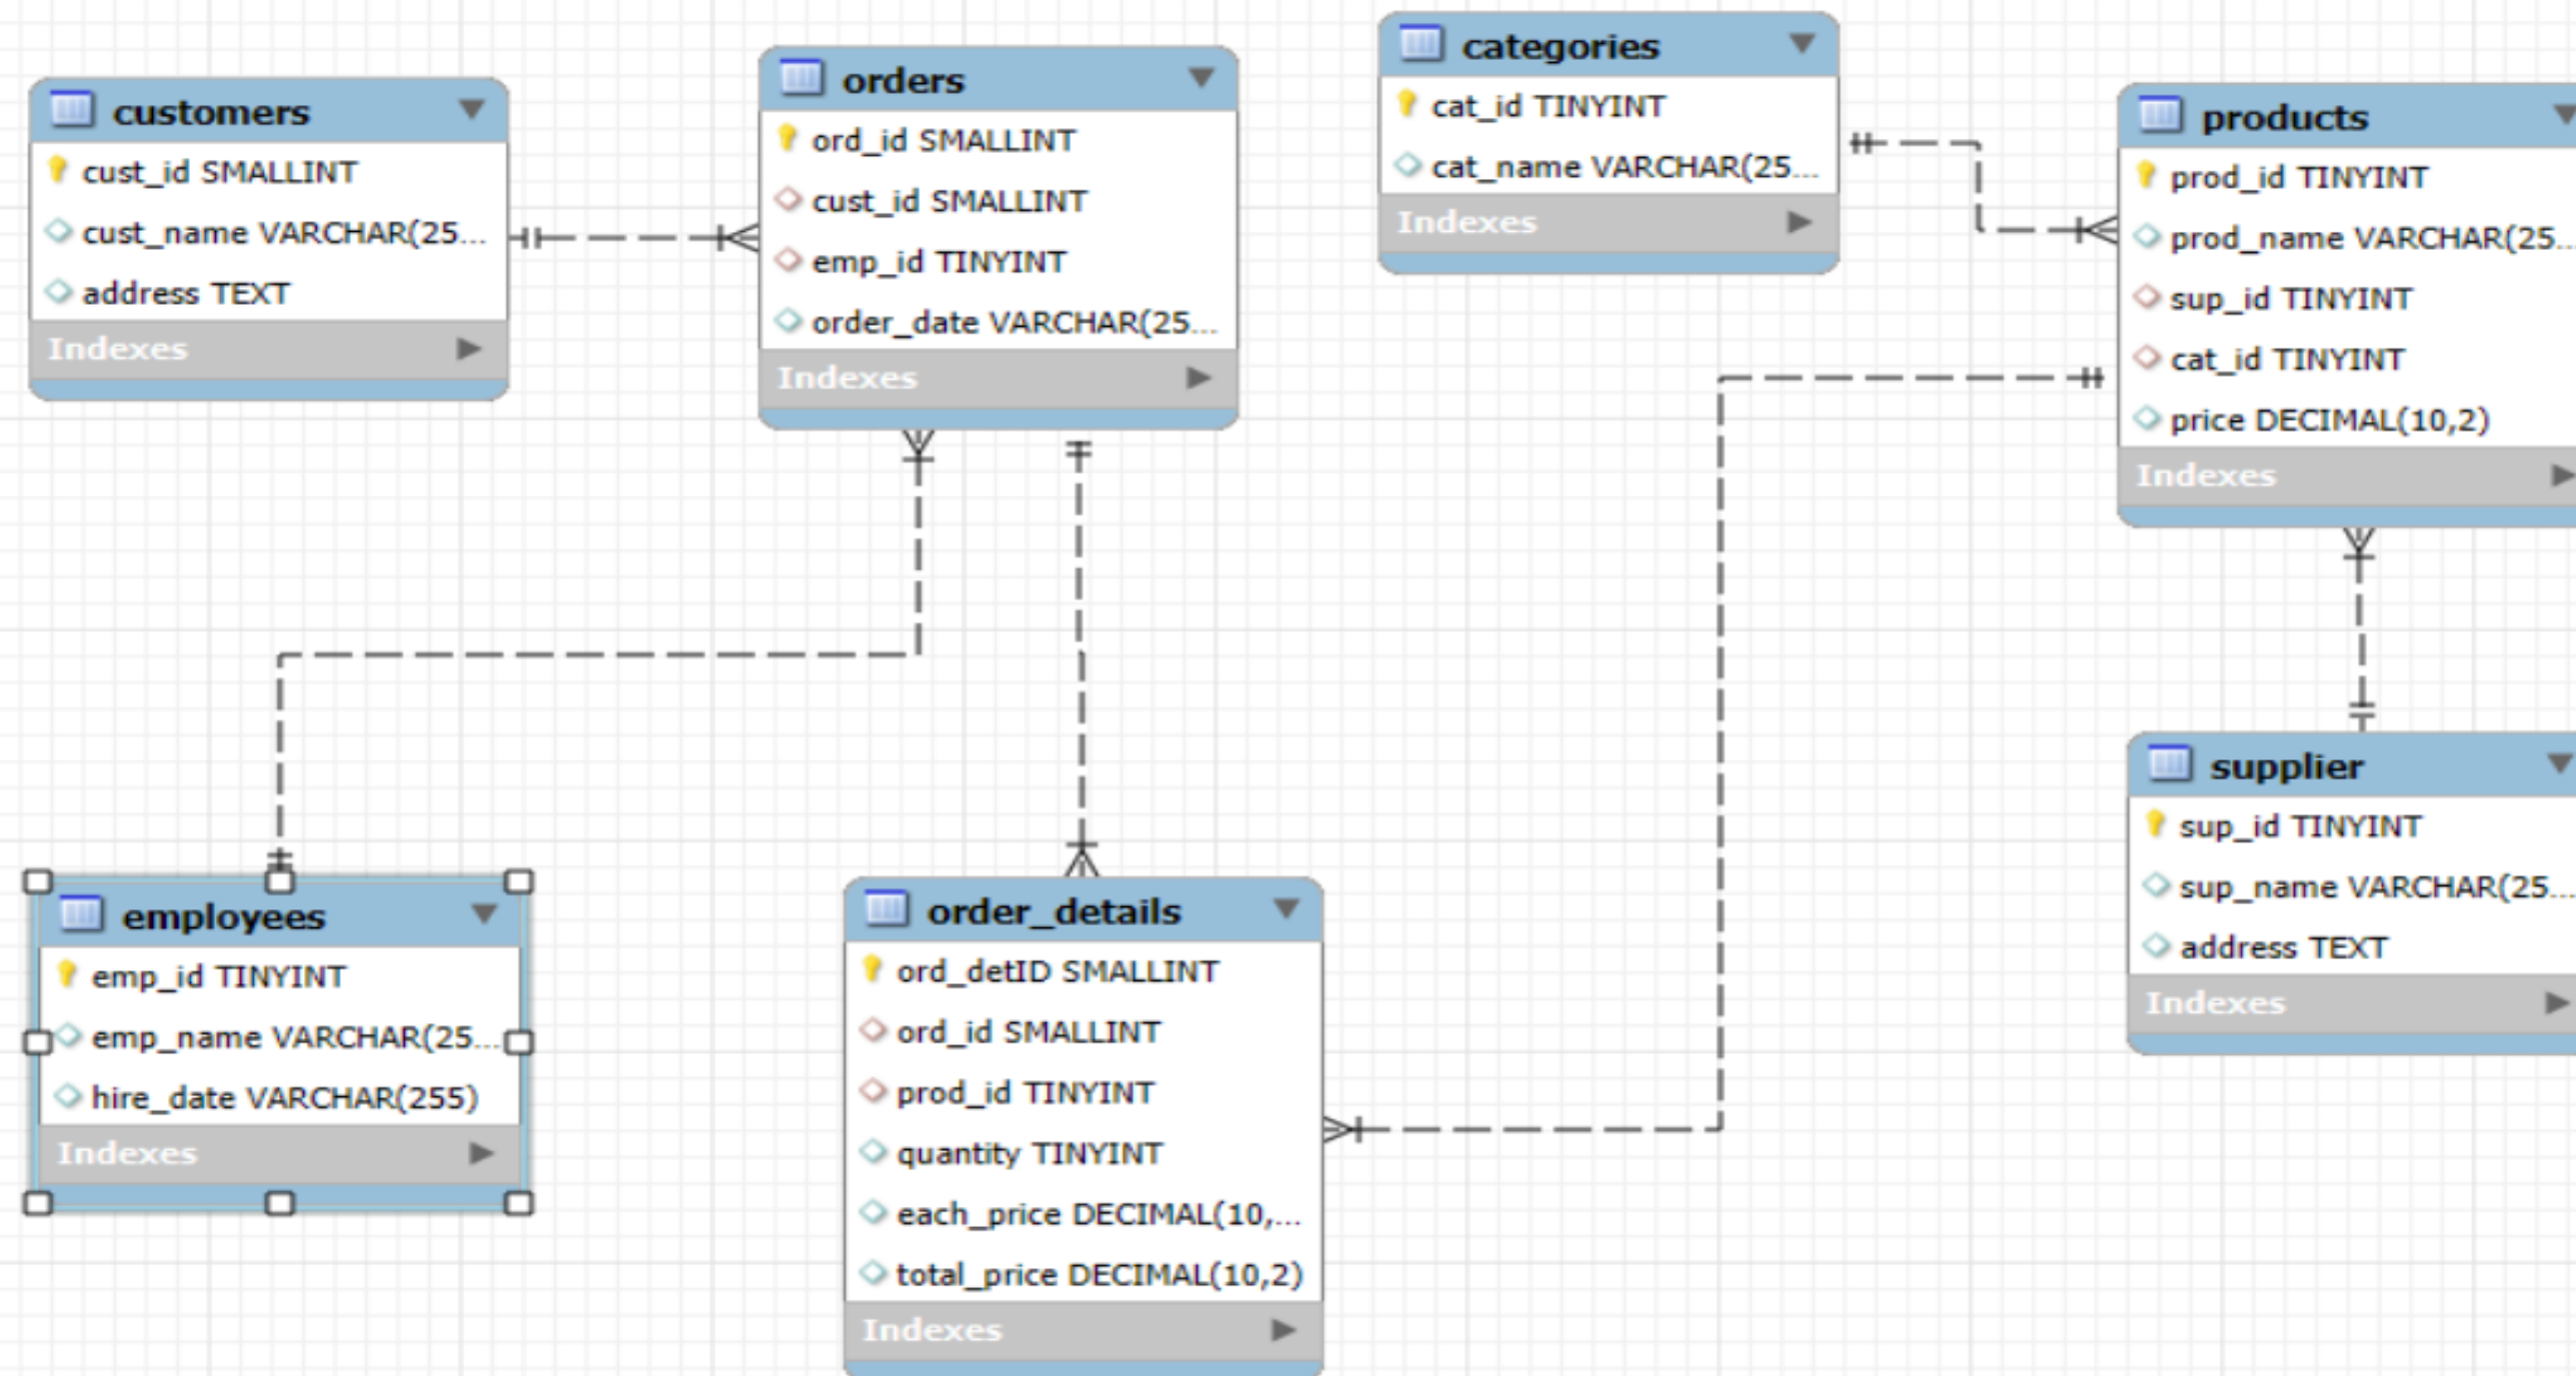 customers
cust_id SMALLINT
cust_name VARCHAR(25...
address TEXT
Indexes
orders
ord_id SMALLINT
cust_id SMALLINT
emp_id TINYINT
order_date VARCHAR(25...
Indexes
categories
cat_id TINYINT
cat_name VARCHAR(25...
Indexes
products
prod_id TINYINT
prod_name VARCHAR(25...
sup_id TINYINT
cat_id TINYINT
price DECIMAL(10,2)
Indexes
employees
emp_id TINYINT
emp_name VARCHAR(25...
hire_date VARCHAR(255)
Indexes
order_details
ord_detID SMALLINT
ord_id SMALLINT
prod_id TINYINT
quantity TINYINT
each_price DECIMAL(10,...
total_price DECIMAL(10,2)
Indexes
supplier
sup_id TINYINT
sup_name VARCHAR(25...
address TEXT
Indexes